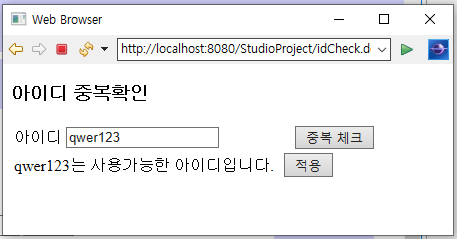 Web Browser
http://localhost:8080/StudioProject/idCheck.d
아이디 중복확인
아이디 qwer123 중복 체크
qwer123는 사용가능한 아이디입니다. 적용